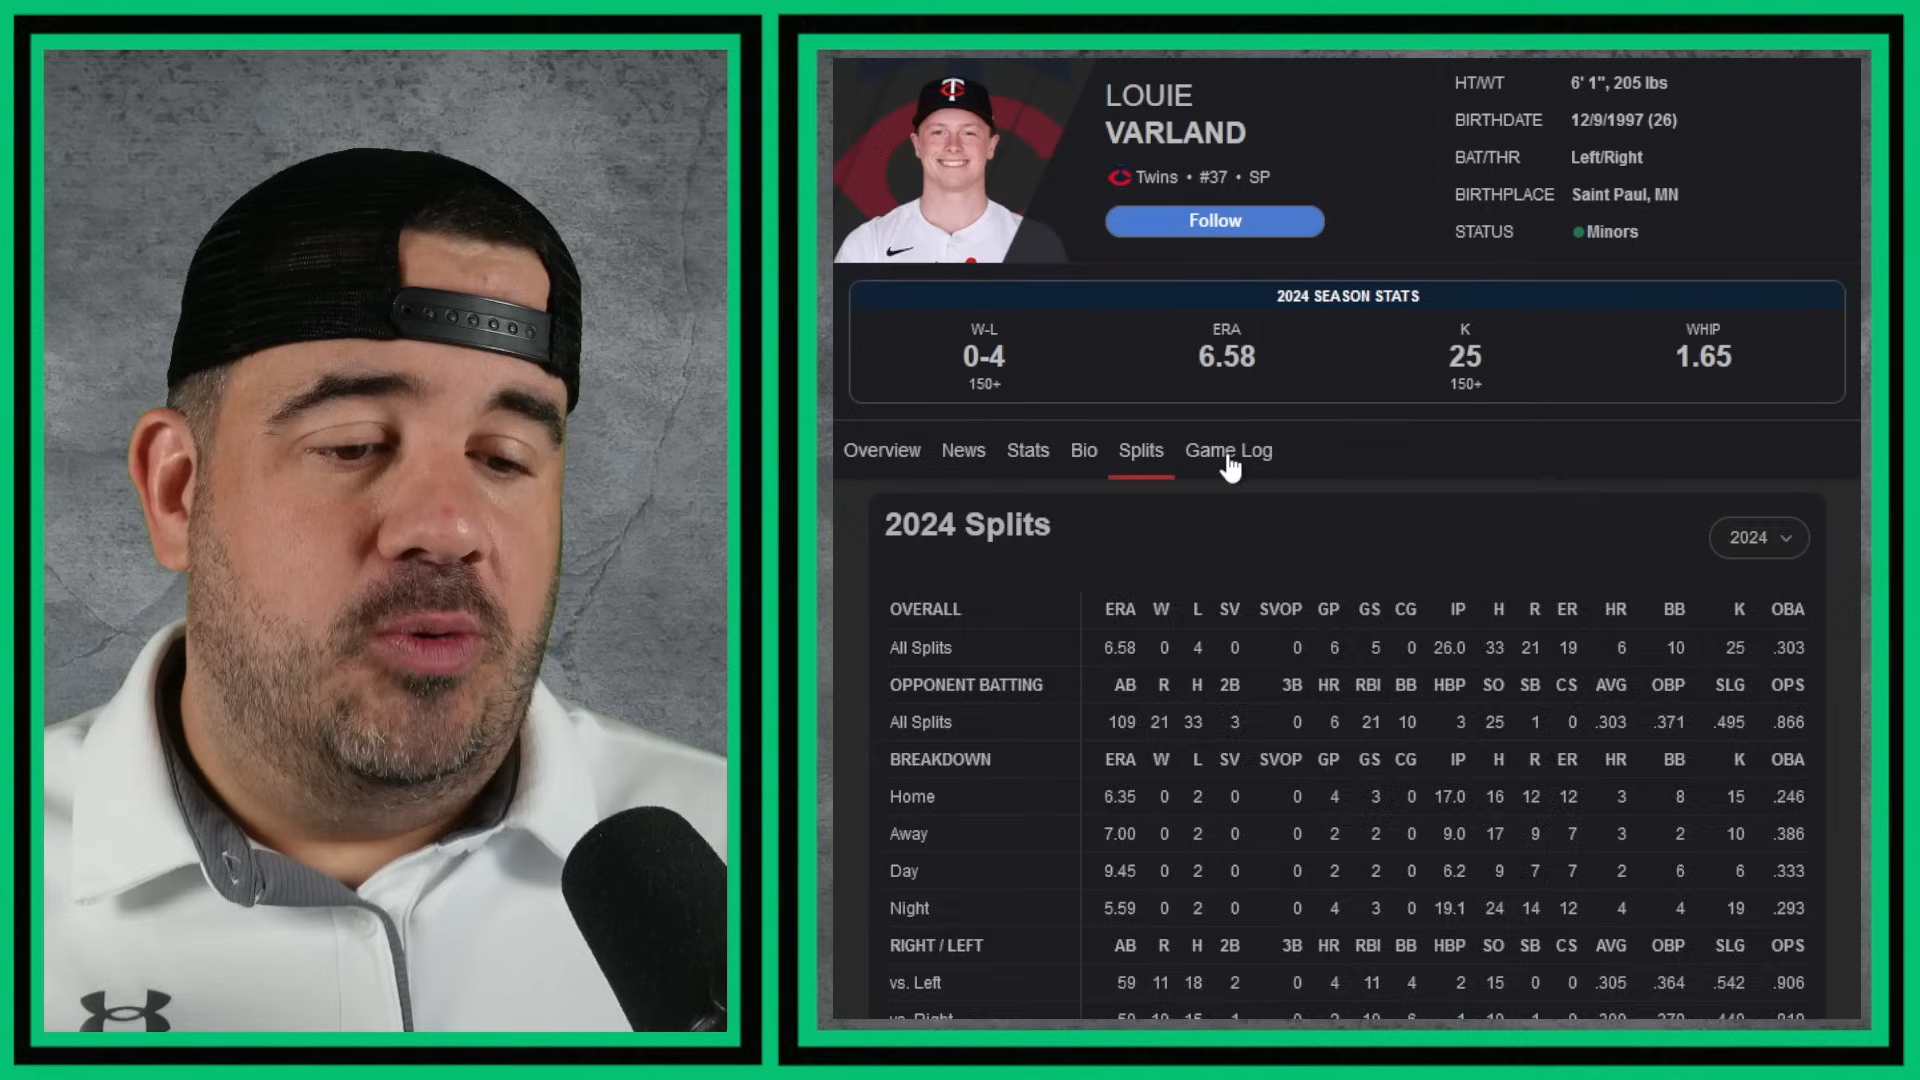 LOUIE
VARLAND
Twins • #37 • SP
Follow
HT/WT 6' 1", 205 lbs
BIRTHDATE 12/9/1997 (26)
BAT/THR Left/Right
BIRTHPLACE Saint Paul, MN
STATUS Minors
2024 SEASON STATS
W-L ERA K WHIP
0-4 6.58 25 1.65
150+ 150+
Overview News Stats Bio Splits Game Log
2024 Splits
2024
OVERALL ERA W L SV SVOP GP GS CG IP H R ER HR BB K OBA
All Splits 6.58 0 4 0 0 6 5 0 26.0 33 21 19 6 10 25 .303
OPPONENT BATTING AB R H 2B 3B HR RBI BB HBP SO SB CS AVG OBP SLG OPS
All Splits 109 21 33 3 0 6 21 10 3 25 1 0 .303 .371 .495 .866
BREAKDOWN ERA W L SV SVOP GP GS CG IP H R ER HR BB K OBA
Home 6.35 0 2 0 0 4 3 0 17.0 16 12 12 3 8 15 .246
Away 7.00 0 2 0 0 2 2 0 9.0 17 9 7 3 2 10 .386
Day 9.45 0 2 0 0 2 2 0 6.2 9 7 7 2 6 6 .333
Night 5.59 0 2 0 0 4 3 0 19.1 24 14 12 4 4 19 .293
RIGHT / LEFT AB R H 2B 3B HR RBI BB HBP SO SB CS AVG OBP SLG OPS
vs. Left 59 11 18 2 0 4 11 4 2 15 0 0 .305 .364 .542 .906
vs. Right